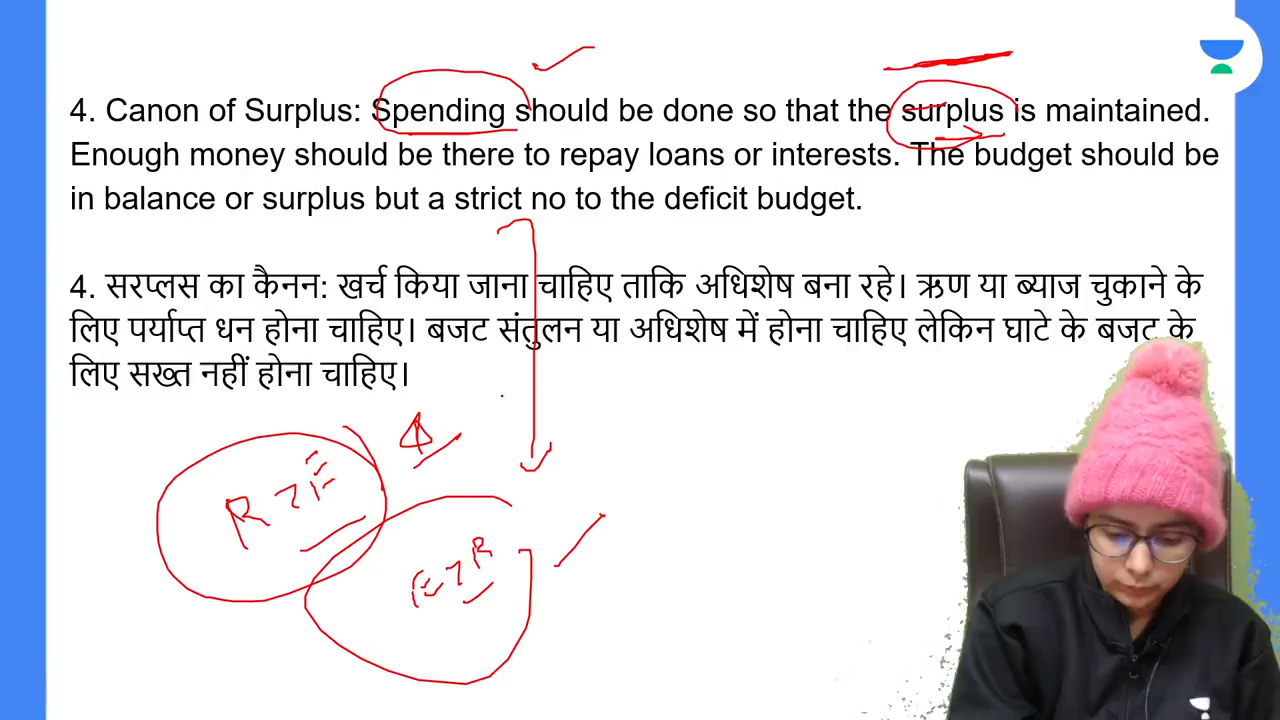 4. Canon of Surplus: Spending should be done so that the surplus is maintained.
Enough money should be there to repay loans or interests. The budget should be
in balance or surplus but a strict no to the deficit budget.
4. सरप्लस का कैनन: खर्च किया जाना चाहिए ताकि अधिशेष बना रहे। ऋण या ब्याज चुकाने के
लिए पर्याप्त धन होना चाहिए। बजट संतुलन या अधिशेष में होना चाहिए लेकिन घाटे के बजट के
लिए सख्त नहीं होना चाहिए।
R > E
E > R